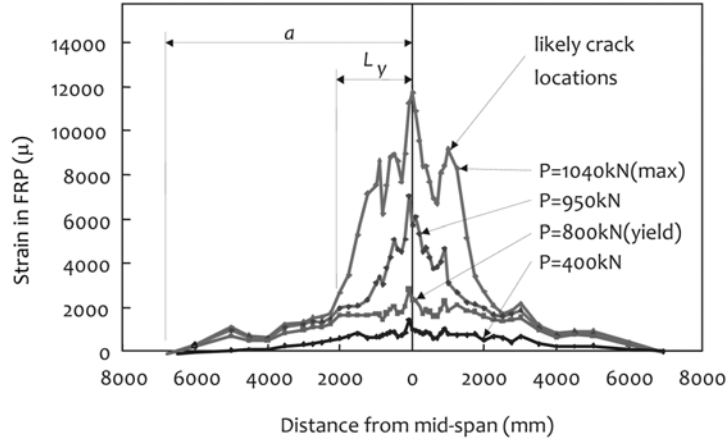 14000
12000
10000
8000
6000
4000
2000
0
Strain in FRP (μ)
a
L y
likely crack
locations
P=1040kN(max)
P=950kN
P=800kN(yield)
P=400kN
8000 6000 4000 2000 0 2000 4000 6000 8000
Distance from mid-span (mm)